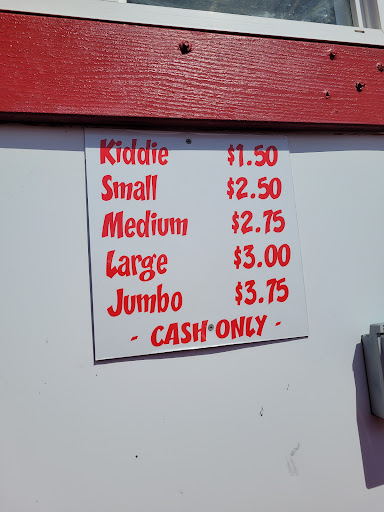 Kiddie $1.50
Small $2.50
Medium $2.75
Large $3.00
Jumbo $3.75
- CASH ONLY -